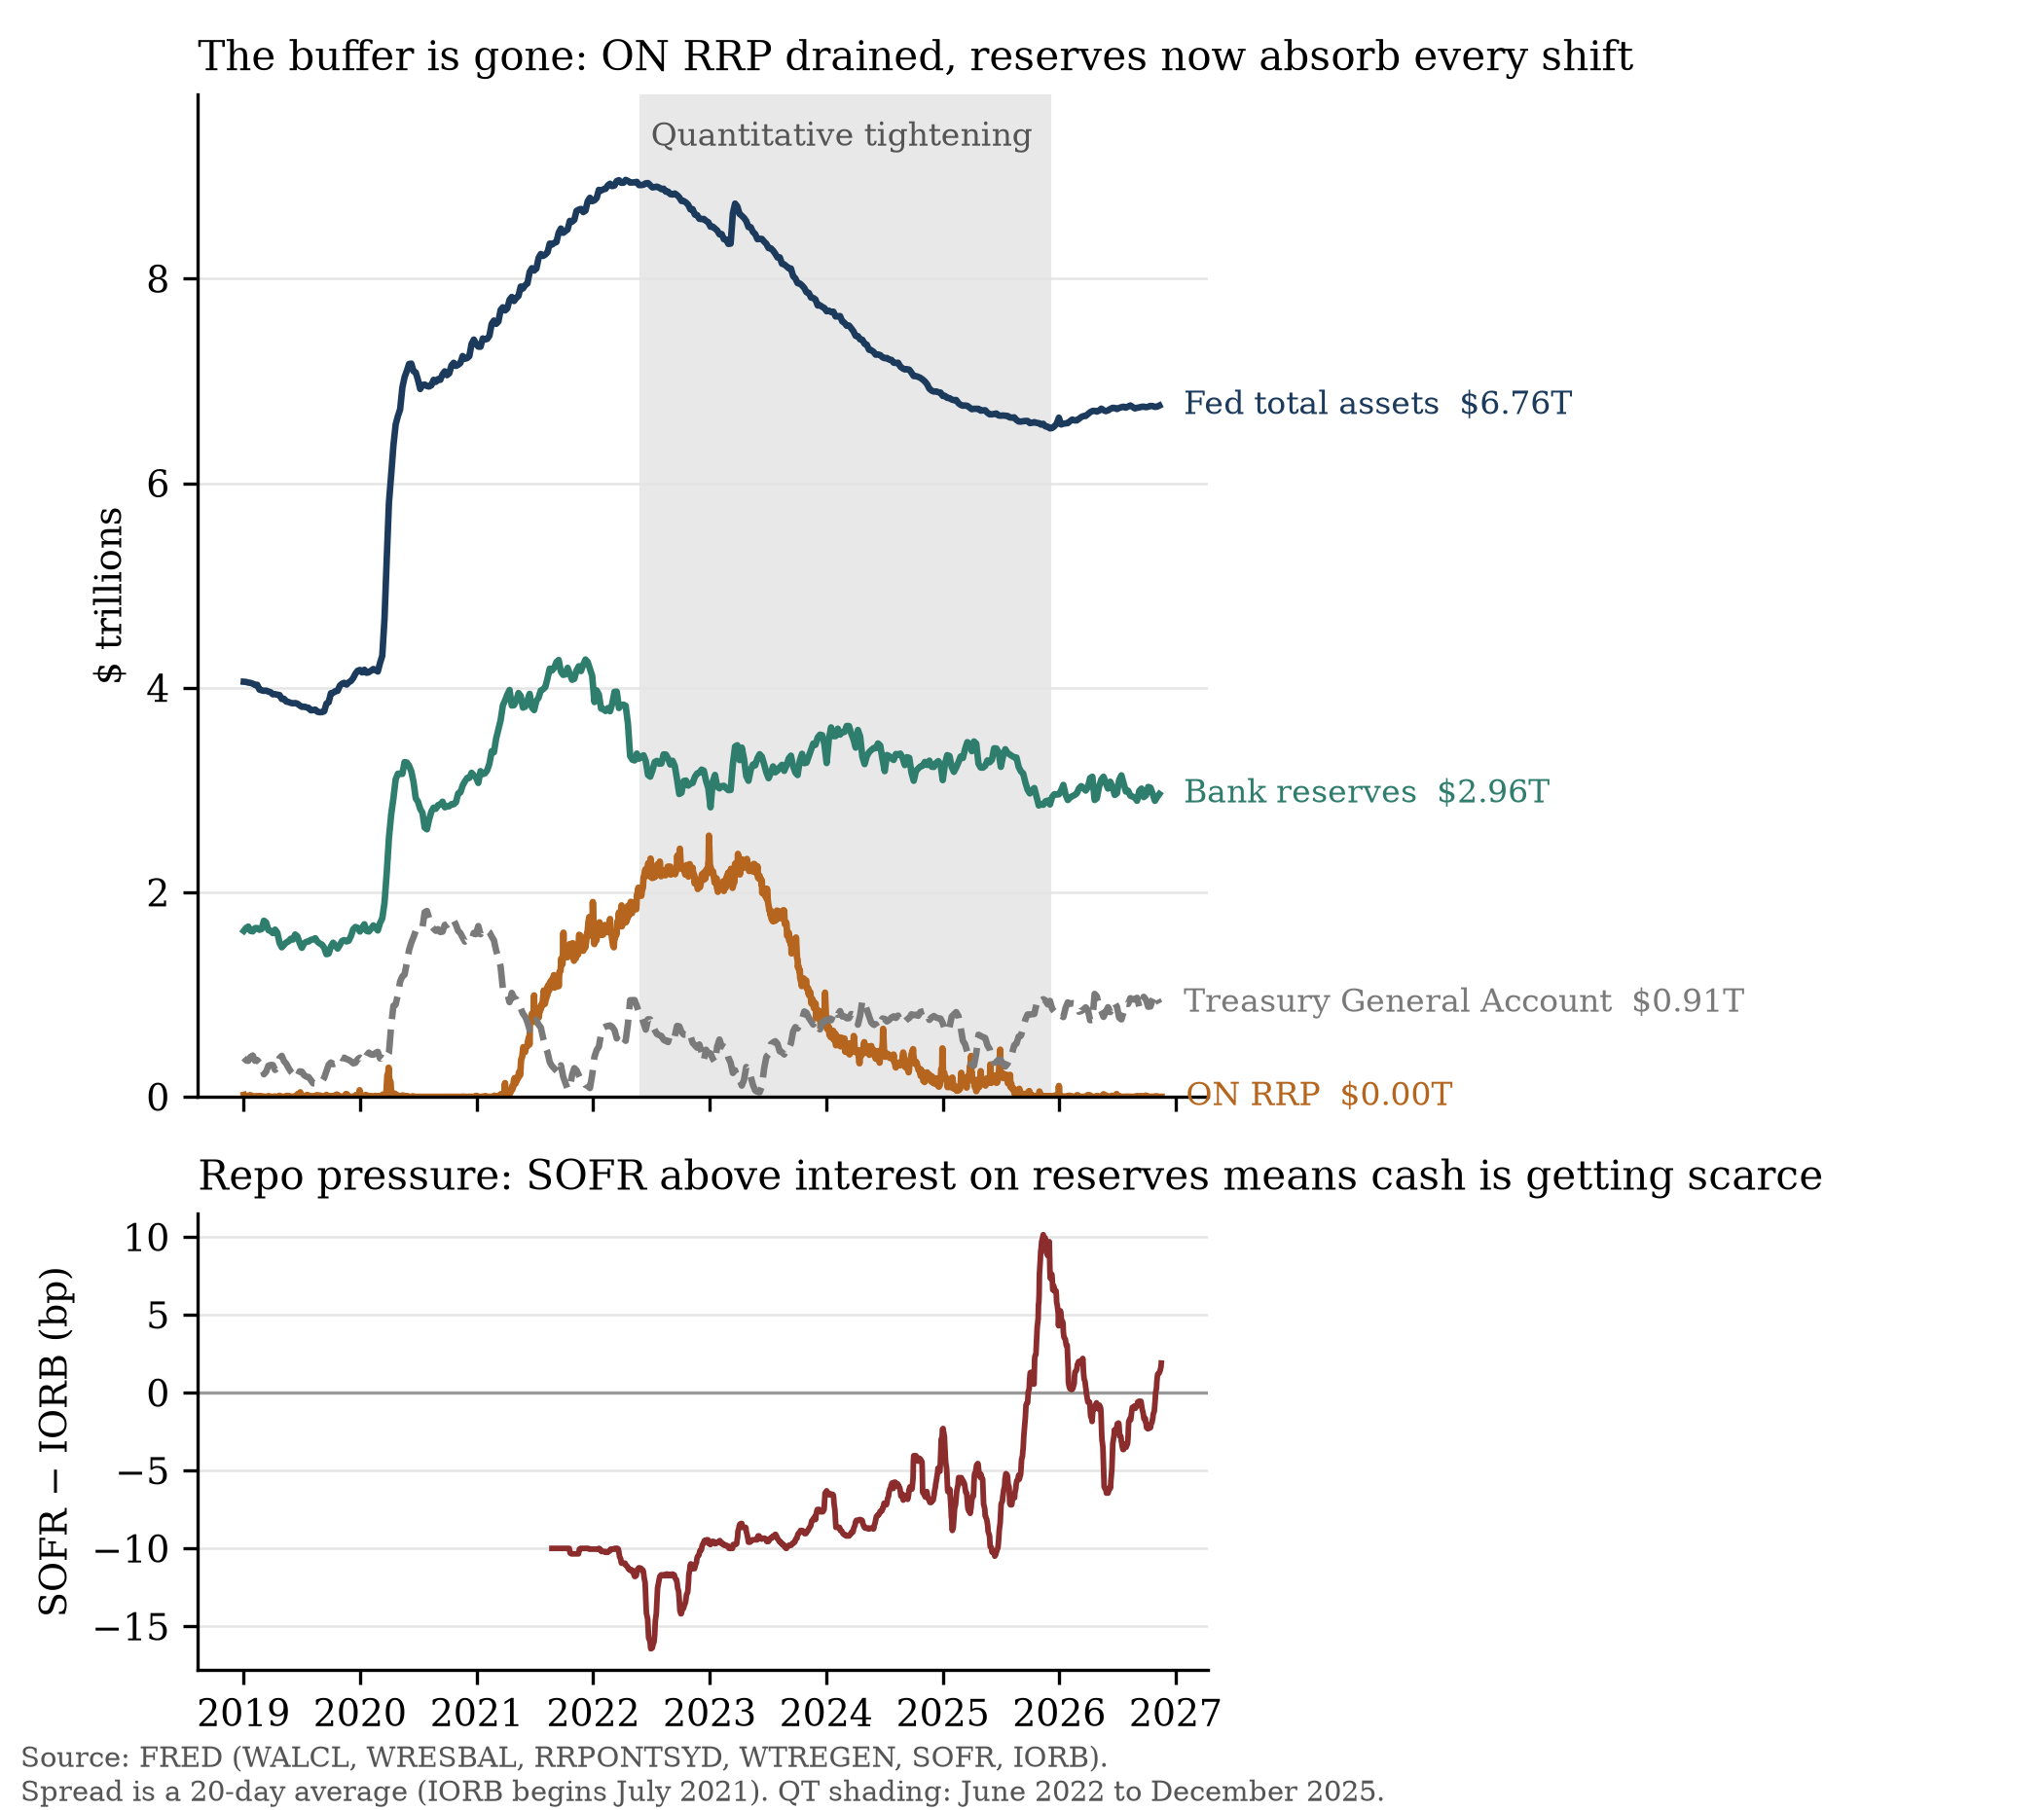 The buffer is gone: ON RRP drained, reserves now absorb every shift
Quantitative tightening
$ trillions
8
6
4
2
0
Fed total assets $6.76T
Bank reserves $2.96T
Treasury General Account $0.91T
ON RRP $0.00T
Repo pressure: SOFR above interest on reserves means cash is getting scarce
SOFR − IORB (bp)
10
5
0
−5
−10
−15
2019 2020 2021 2022 2023 2024 2025 2026 2027
Source: FRED (WALCL, WRESBAL, RRPONTSYD, WTREGEN, SOFR, IORB).
Spread is a 20-day average (IORB begins July 2021). QT shading: June 2022 to December 2025.